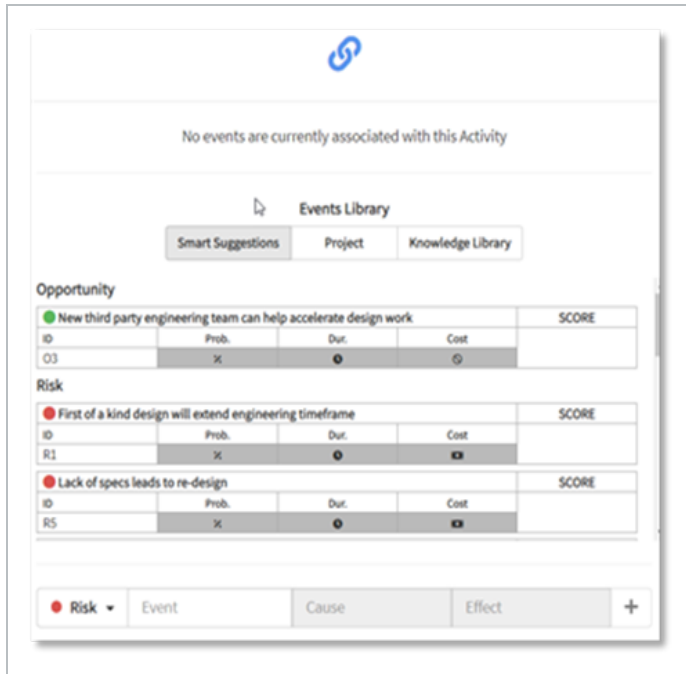 No events are currently associated with this Activity
Events Library
Smart Suggestions Project Knowledge Library
Opportunity
New third party engineering team can help accelerate design work SCORE
ID Prob. Dur. Cost
O3
Risk
First of a kind design will extend engineering timeframe SCORE
ID Prob. Dur. Cost
R1
Lack of specs leads to re-design SCORE
ID Prob. Dur. Cost
R5
Risk Event Cause Effect +